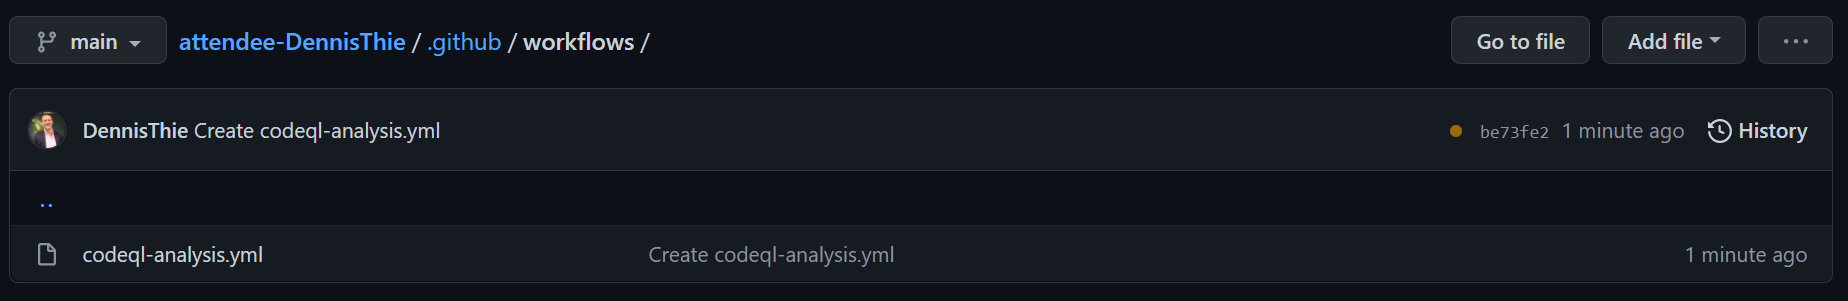 main attendee-DennisThie / .github / workflows / Go to file Add file ...
DennisThie Create codeql-analysis.yml be73fe2 1 minute ago History
..
codeql-analysis.yml Create codeql-analysis.yml 1 minute ago